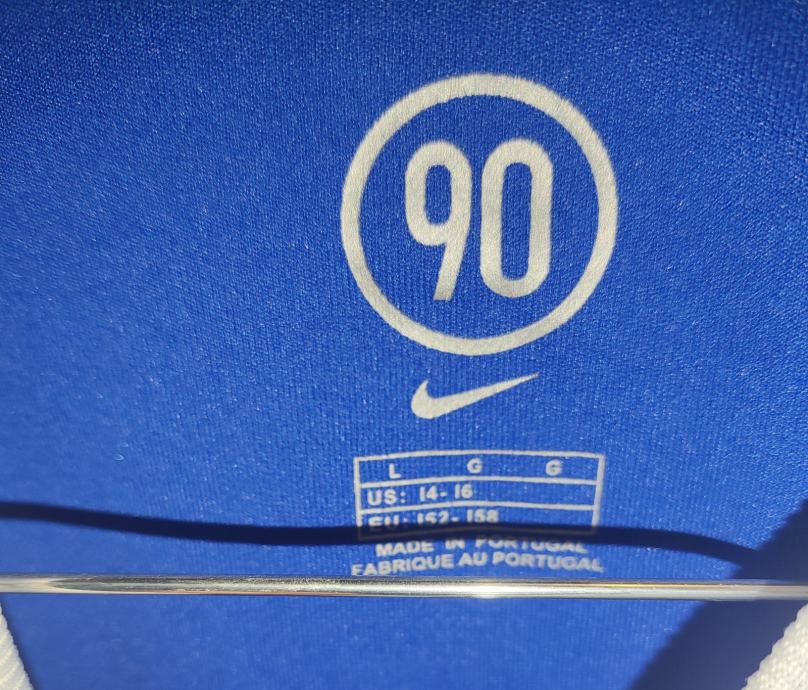 90
L G G
US: 14-16
EU: 152-158
MADE IN PORTUGAL
FABRIQUE AU PORTUGAL